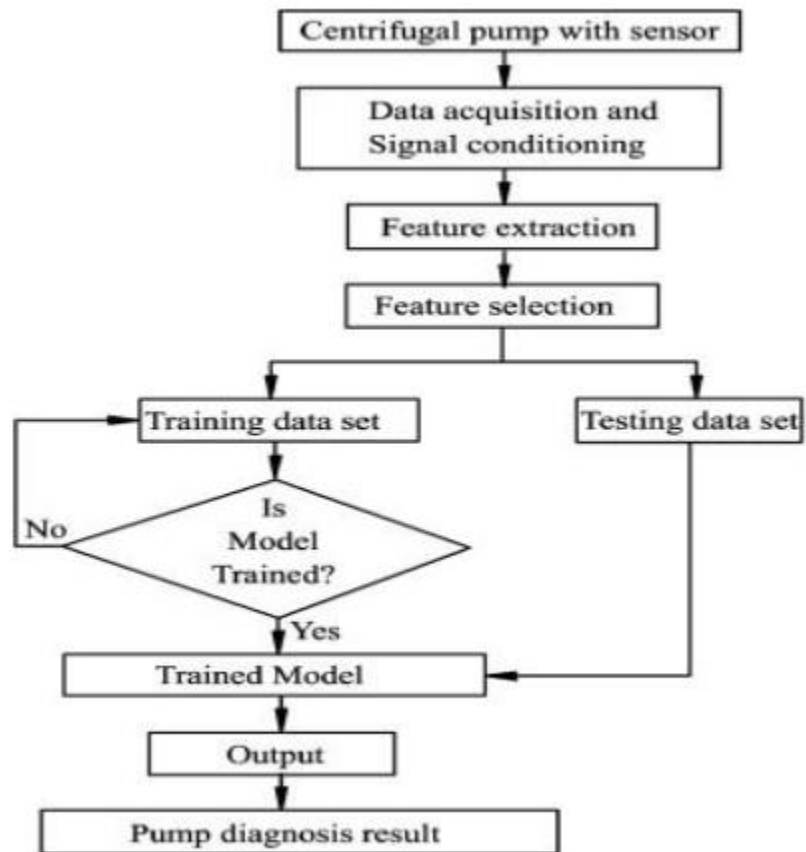 Centrifugal pump with sensor
Data acquisition and
Signal conditioning
Feature extraction
Feature selection
Training data set
Testing data set
Is
Model
Trained?
No
Yes
Trained Model
Output
Pump diagnosis result